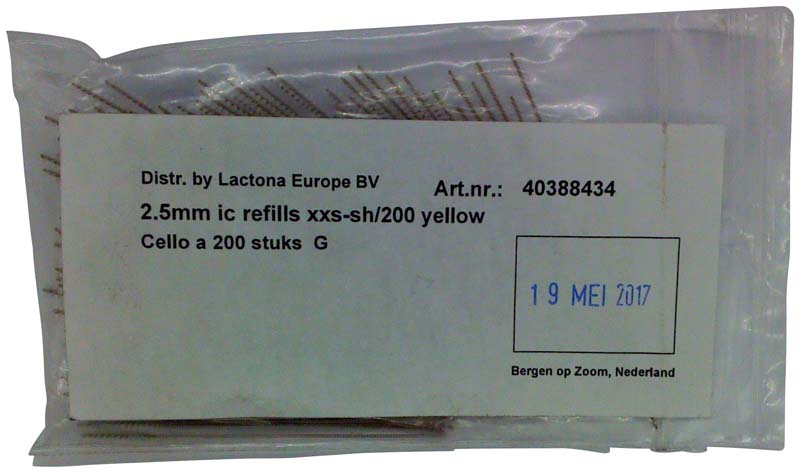 Distr. by Lactona Europe BV Art.nr.: 40388434
2.5mm ic refills xxs-sh/200 yellow
Cello a 200 stuks G
19 MEI 2017
Bergen op Zoom, Nederland